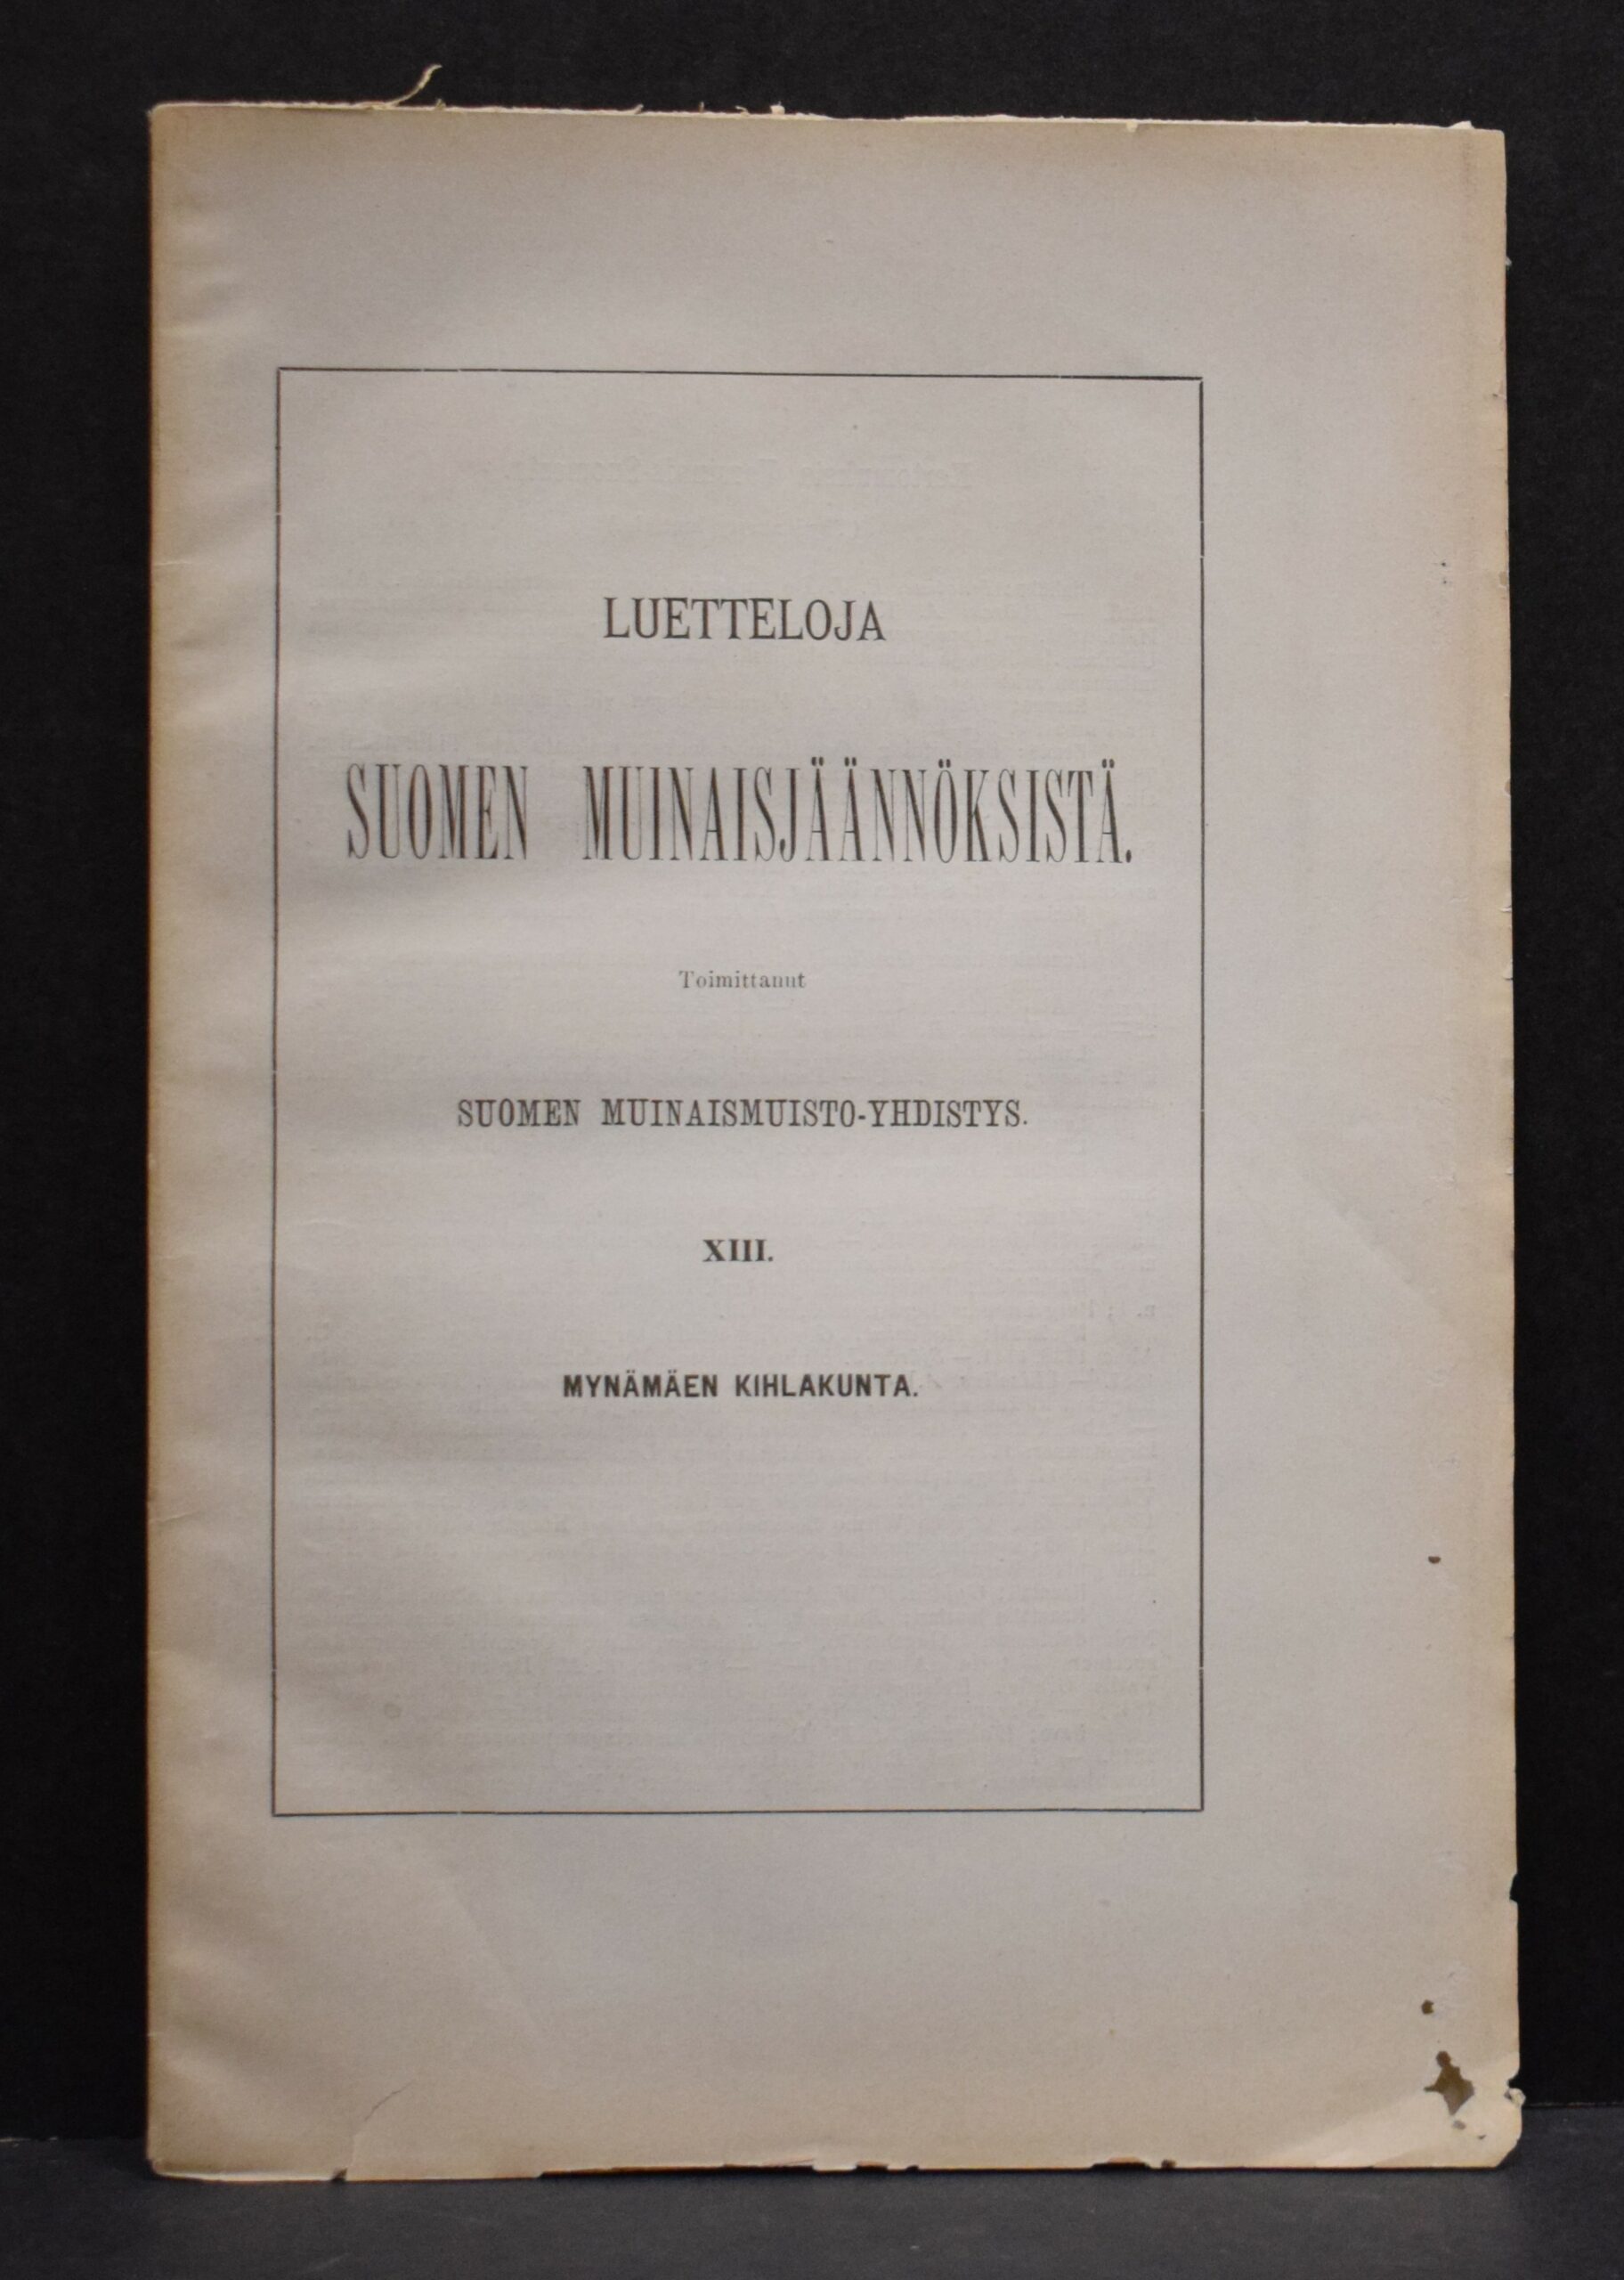 LUETTELOJA
SUOMEN MUINAISJÄÄNNÖKSISTÄ.
Toimittanut
SUOMEN MUINAISMUISTO-YHDISTYS.
XIII.
MYNÄMÄEN KIHLAKUNTA.